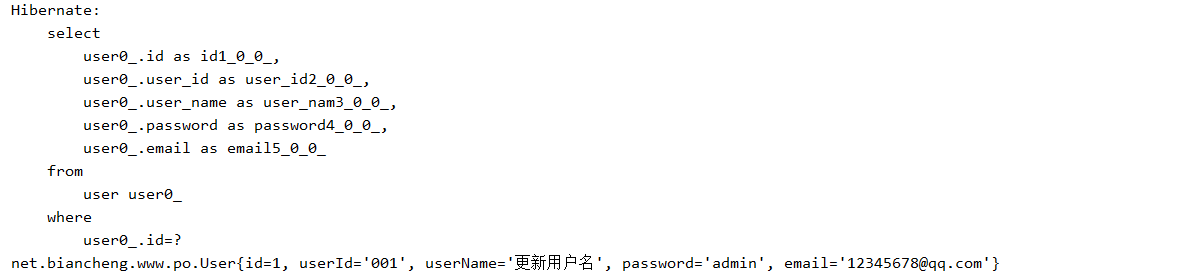 Hibernate:
    select
        user0_.id as id1_0_0_,
        user0_.user_id as user_id2_0_0_,
        user0_.user_name as user_nam3_0_0_,
        user0_.password as password4_0_0_,
        user0_.email as email5_0_0_
    from
        user user0_
    where
        user0_.id=?
net.biancheng.www.po.User{id=1, userId='001', userName='更新用户名', password='admin', email='12345678@qq.com'}